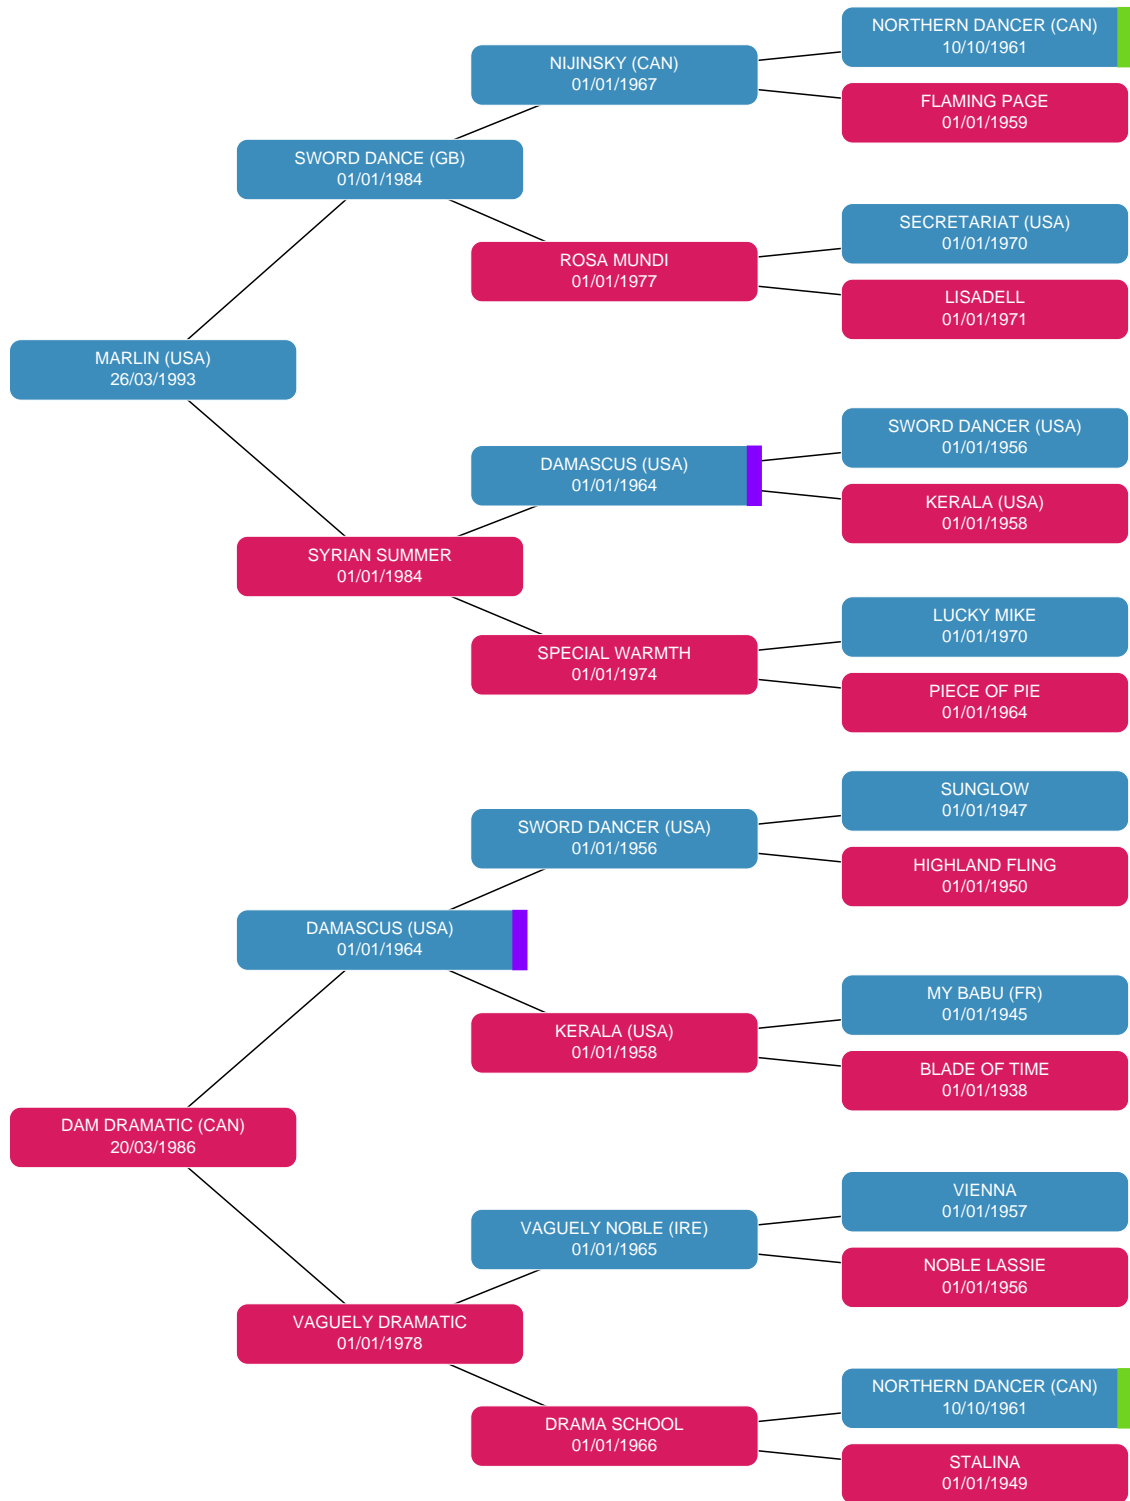 NORTHERN DANCER (CAN)
10/10/1961
NIJINSKY (CAN)
01/01/1967
FLAMING PAGE
01/01/1959
SWORD DANCE (GB)
01/01/1984
SECRETARIAT (USA)
01/01/1970
ROSA MUNDI
01/01/1977
LISADELL
01/01/1971
MARLIN (USA)
26/03/1993
SWORD DANCER (USA)
01/01/1956
DAMASCUS (USA)
01/01/1964
KERALA (USA)
01/01/1958
SYRIAN SUMMER
01/01/1984
LUCKY MIKE
01/01/1970
SPECIAL WARMTH
01/01/1974
PIECE OF PIE
01/01/1964
SUNGLOW
01/01/1947
SWORD DANCER (USA)
01/01/1956
HIGHLAND FLING
01/01/1950
DAMASCUS (USA)
01/01/1964
MY BABU (FR)
01/01/1945
KERALA (USA)
01/01/1958
BLADE OF TIME
01/01/1938
DAM DRAMATIC (CAN)
20/03/1986
VIENNA
01/01/1957
VAGUELY NOBLE (IRE)
01/01/1965
NOBLE LASSIE
01/01/1956
VAGUELY DRAMATIC
01/01/1978
NORTHERN DANCER (CAN)
10/10/1961
DRAMA SCHOOL
01/01/1966
STALINA
01/01/1949